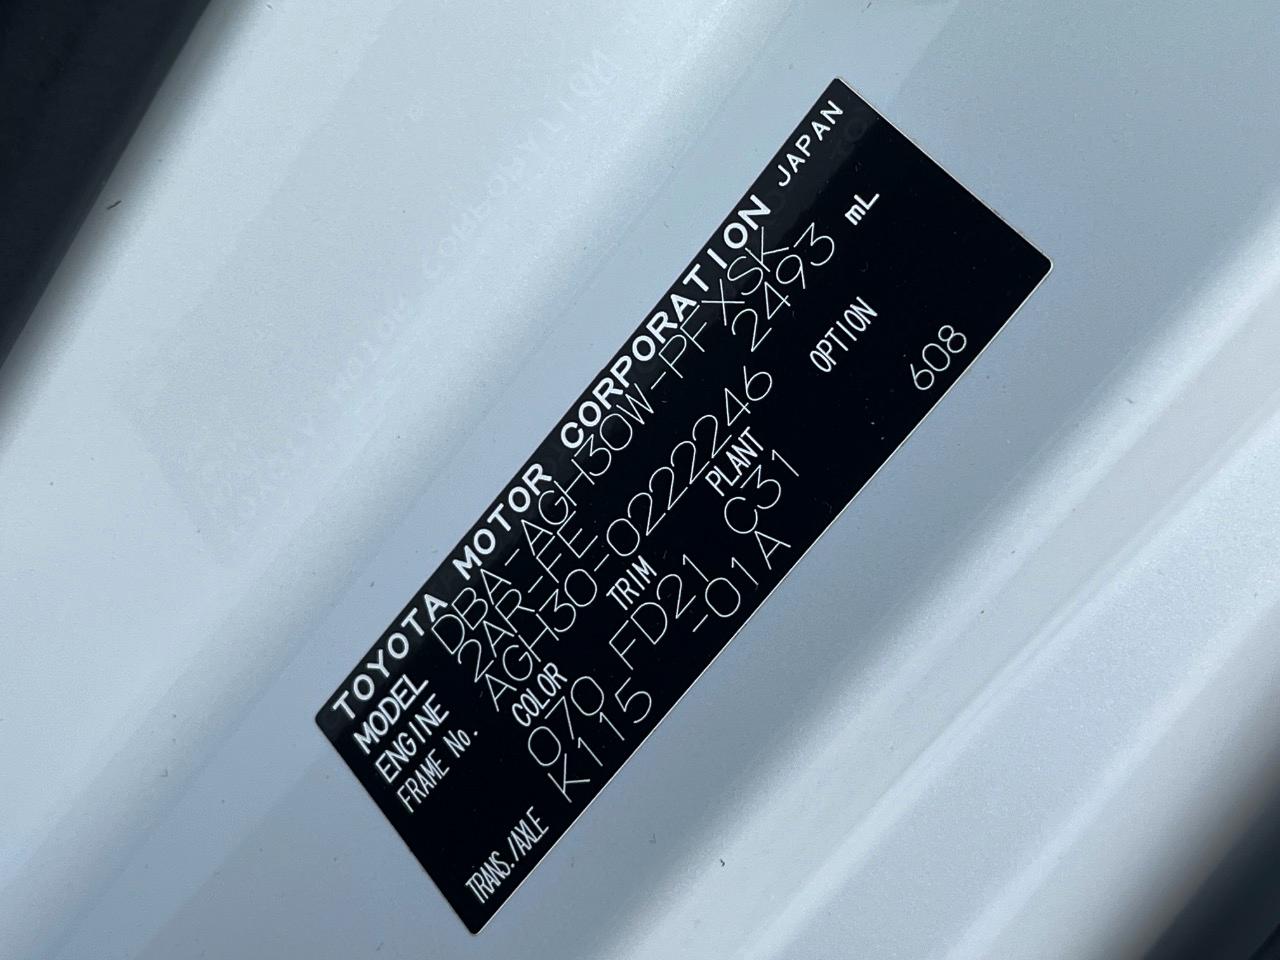 TOYOTA MOTOR CORPORATION JAPAN
MODEL DBA-AGH30W-PFXSK
ENGINE 2AR-FE 2493 mL
FRAME No. AGH30-0222246
COLOR TRIM PLANT OPTION
070 FD21 C31 608
TRANS./AXLE K115 -01A